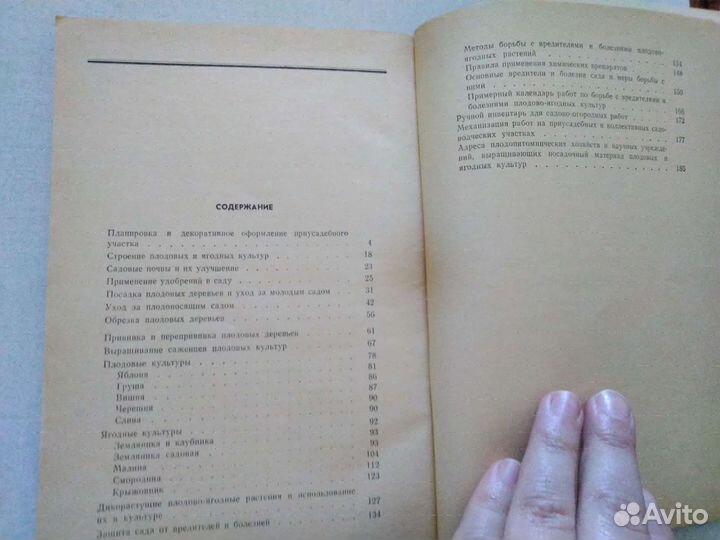 СОДЕРЖАНИЕ
Планировка и декоративное оформление приусадебного
участка . . . . . . . . . . 4
Строение плодовых и ягодных культур . . . . 18
Садовые почвы и их улучшение . . . . . 23
Применение удобрений в саду . . . . . 25
Посадка плодовых деревьев и уход за молодым садом . . 31
Уход за плодоносящим садом . . . . . 42
Обрезка плодовых деревьев . . . . . 56
Прививка и перепрививка плодовых деревьев . . . 61
Выращивание саженцев плодовых культур . . . 67
Плодовые культуры . . . . . . . 78
Яблоня . . . . . . . . 81
Груша . . . . . . . . 86
Вишня . . . . . . . . 87
Черешня . . . . . . . . 90
Слива . . . . . . . . 90
92
Ягодные культуры . . . . . . . 93
Земляника и клубника . . . . . 93
Земляника садовая . . . . . . 104
Малина . . . . . . . . 112
Смородина . . . . . . . . 123
Крыжовник . . . . . . . .
Дикорастущие плодово-ягодные растения и использование
их в культуре . . . . . . . . 127
Защита сада от вредителей и болезней . . . . 134
Методы борьбы с вредителями и болезнями плодово-
ягодных растений . . . . . . . 134
Правила применения химических препаратов . . 148
Основные вредители и болезни сада и меры борьбы с
ними . . . . . . . . . 150
Примерный календарь работ по борьбе с вредителями и
болезнями плодово-ягодных культур . . . . 166
Ручной инвентарь для садово-огородных работ . . . 172
Механизация работ на приусадебных и коллективных садо-
водческих участках . . . . . . . 177
Адреса плодопитомнических хозяйств и научных учрежде-
ний, выращивающих посадочный материал плодовых и
ягодных культур . . . . . . . . 185
Avito